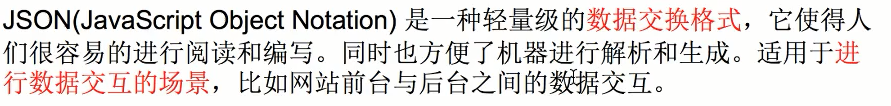 JSON(JavaScript Object Notation) 是一种轻量级的数据交换格式，它使得人
们很容易的进行阅读和编写。同时也方便了机器进行解析和生成。适用于进
行数据交互的场景，比如网站前台与后台之间的数据交互。